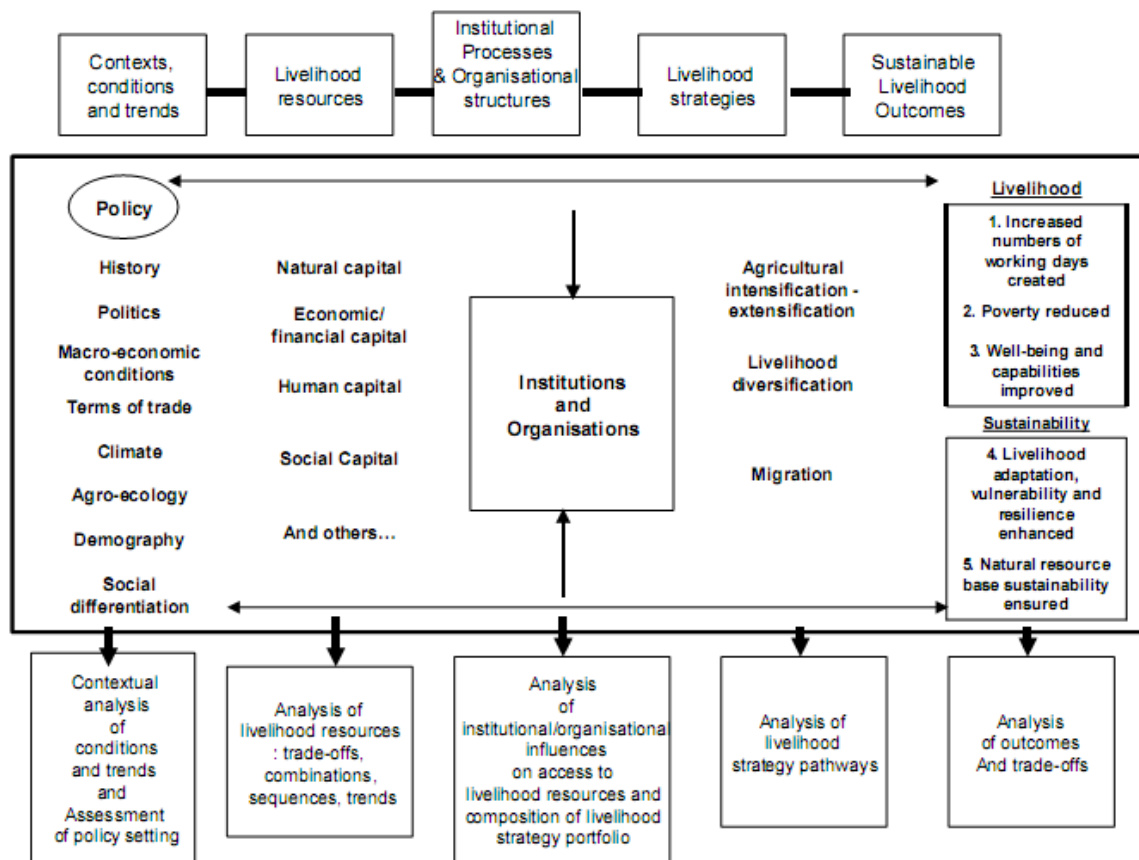 Contexts,
conditions
and trends
Livelihood
resources
Institutional
Processes
& Organisational
structures
Livelihood
strategies
Sustainable
Livelihood
Outcomes
Policy
History
Politics
Macro-economic
conditions
Terms of trade
Climate
Agro-ecology
Demography
Social
differentiation
Natural capital
Economic/
financial capital
Human capital
Social Capital
And others...
Institutions
and
Organisations
Agricultural
intensification -
extensification
Livelihood
diversification
Migration
Livelihood
1. Increased
numbers of
working days
created
2. Poverty reduced
3. Well-being and
capabilities
improved
Sustainability
4. Livelihood
adaptation,
vulnerability and
resilience
enhanced
5. Natural resource
base sustainability
ensured
Contextual
analysis
of
conditions
and trends
and
Assessment
of policy setting
Analysis of
livelihood resources
: trade-offs,
combinations,
sequences, trends
Analysis
of
institutional/organisational
influences
on access to
livelihood resources and
composition of livelihood
strategy portfolio
Analysis of
livelihood
strategy pathways
Analysis
of outcomes
And trade-offs